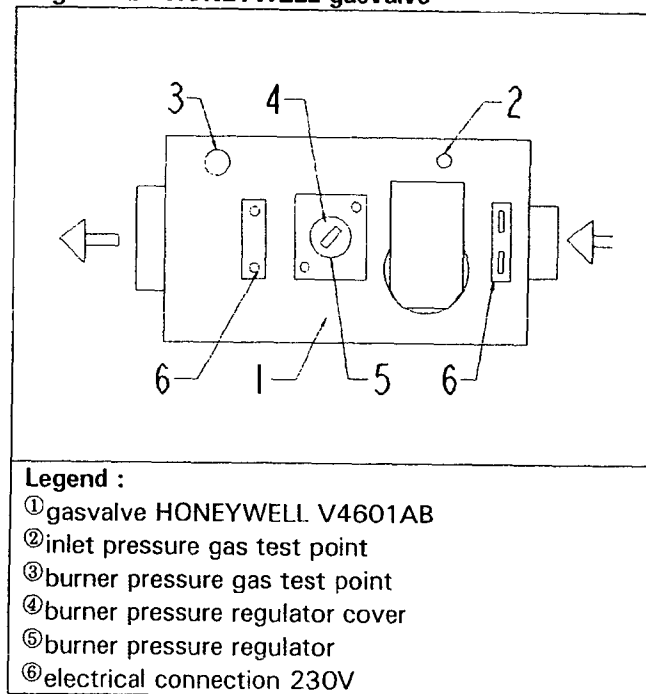 HONEYWELL gasvalve
3 4 2
6 1 5 6
Legend :
①gasvalve HONEYWELL V4601AB
②inlet pressure gas test point
③burner pressure gas test point
④burner pressure regulator cover
⑤burner pressure regulator
⑥electrical connection 230V